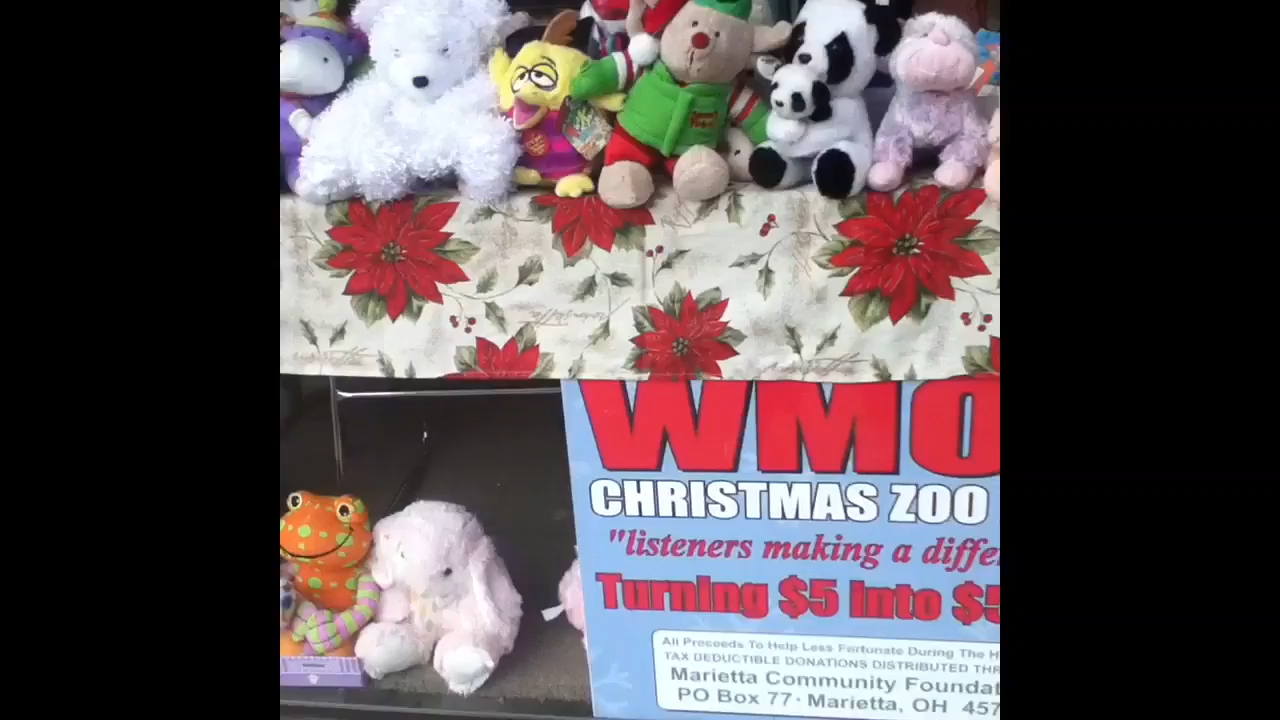 WMO
CHRISTMAS ZOO
"listeners making a diffe
Turning $5 into $5
All Proceeds To Help Less Fortunate During The H
TAX DEDUCTIBLE DONATIONS DISTRIBUTED THR
Marietta Community Foundat
PO Box 77· Marietta, OH 457